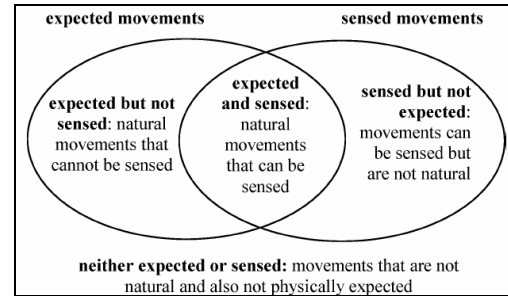 expected movements
sensed movements
expected but not
sensed: natural
movements that
cannot be sensed
expected
and sensed:
natural
movements
that can be
sensed
sensed but not
expected:
movements can
be sensed but
are not natural
neither expected or sensed: movements that are not
natural and also not physically expected